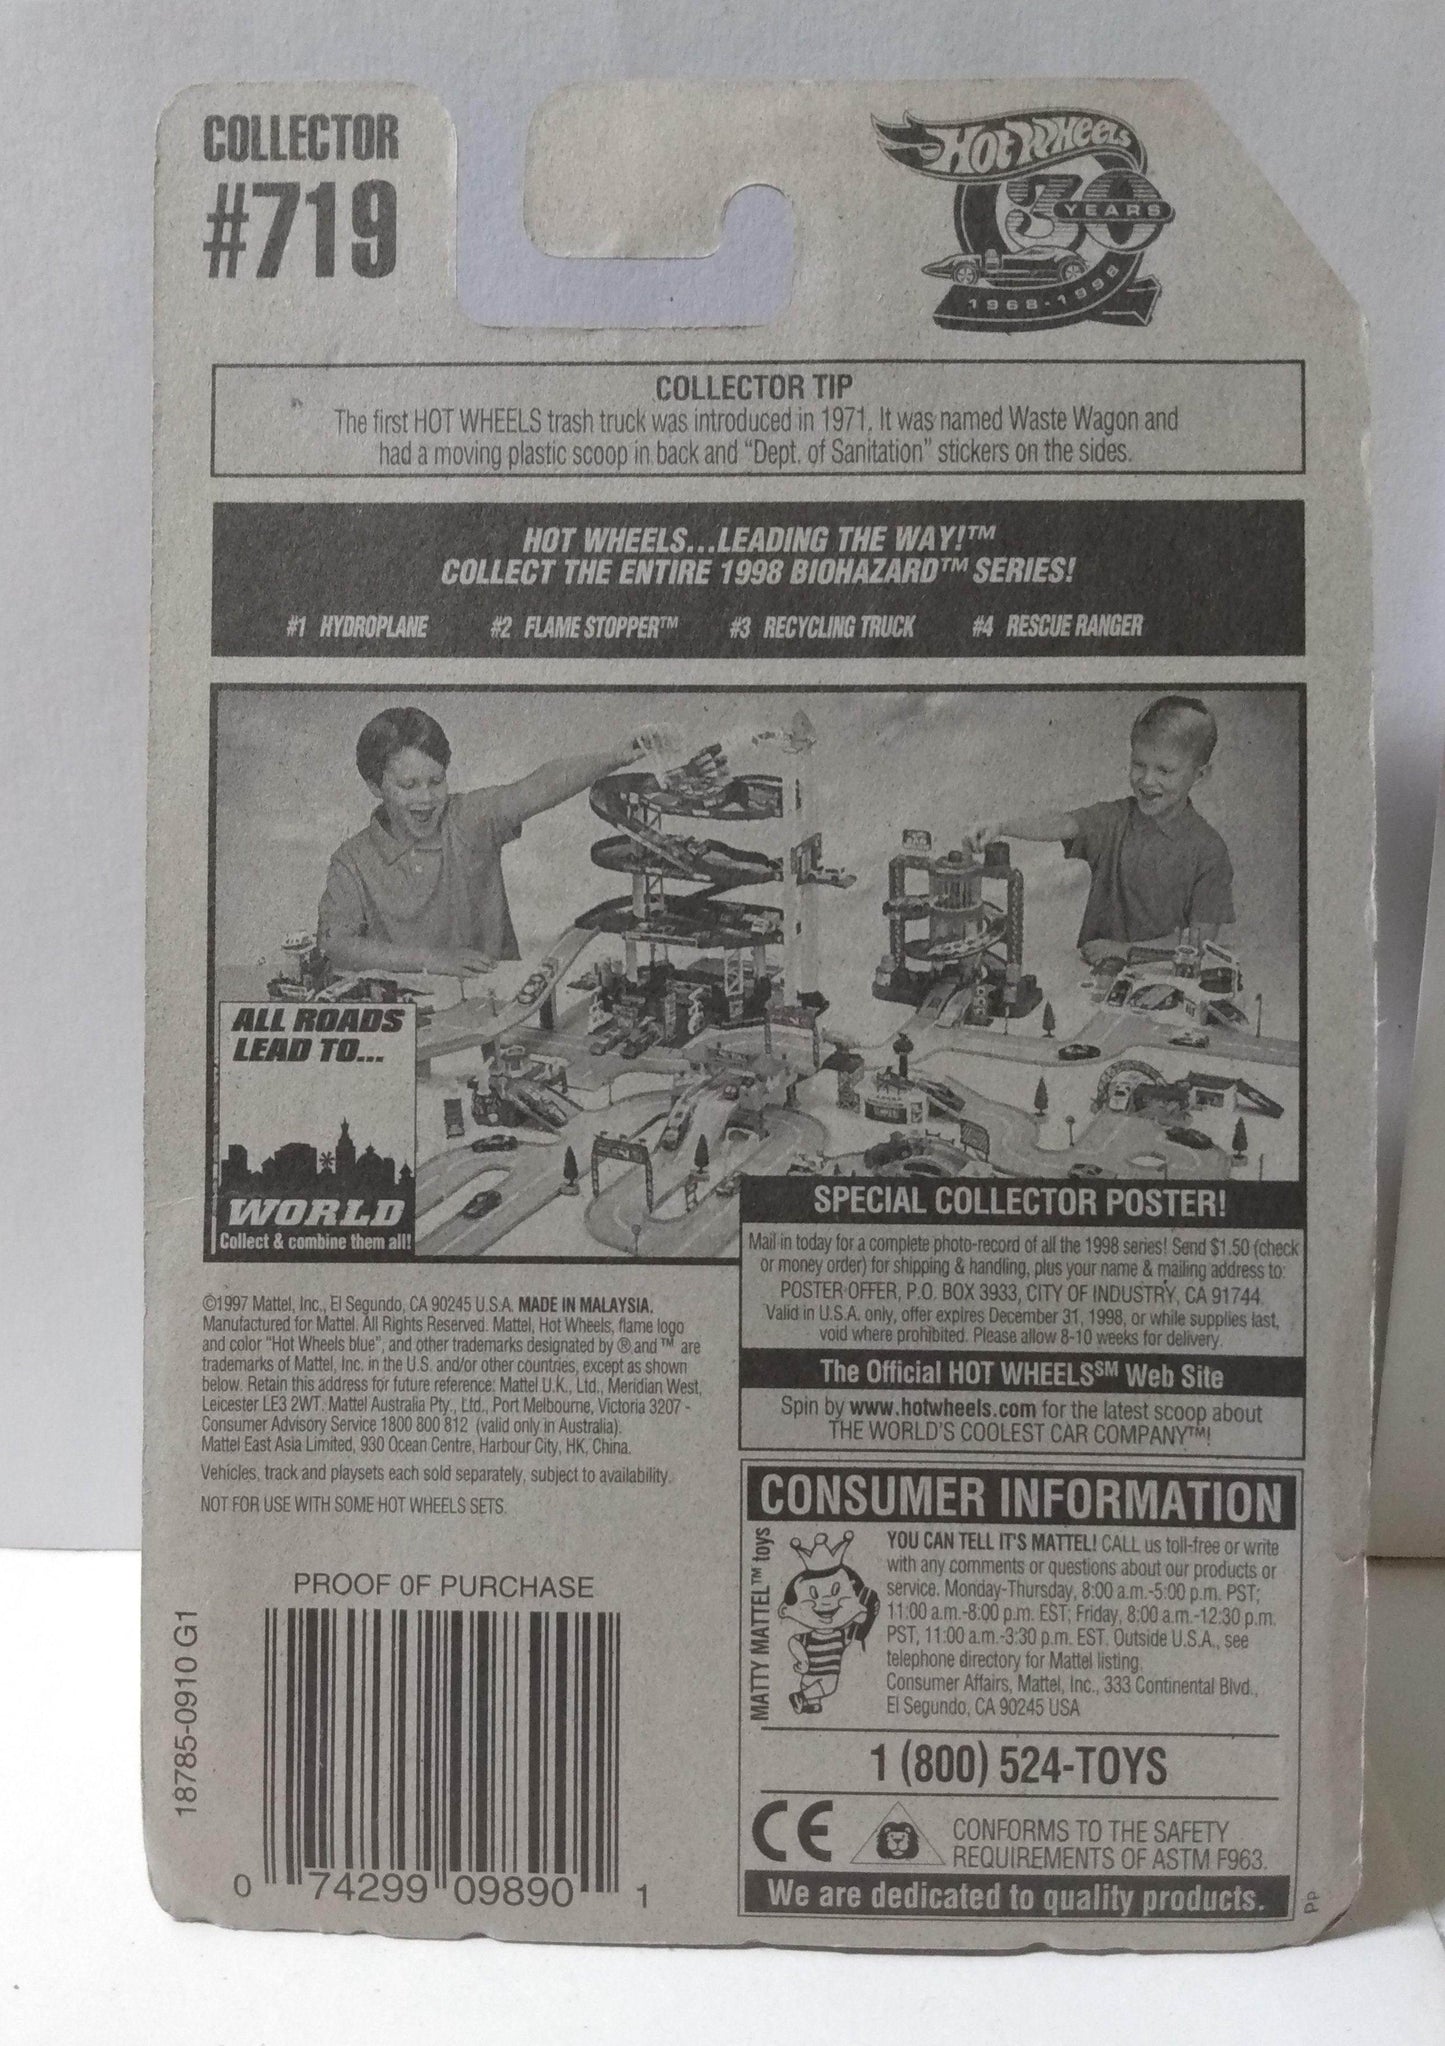 COLLECTOR
#719
Hot Wheels
30
YEARS
1968-1998
COLLECTOR TIP
The first HOT WHEELS trash truck was introduced in 1971. It was named Waste Wagon and
had a moving plastic scoop in back and “Dept. of Sanitation” stickers on the sides.
HOT WHEELS...LEADING THE WAY!™
COLLECT THE ENTIRE 1998 BIOHAZARD™ SERIES!
#1 HYDROPLANE #2 FLAME STOPPER™ #3 RECYCLING TRUCK #4 RESCUE RANGER
ALL ROADS
LEAD TO...
WORLD
Collect & combine them all!
SPECIAL COLLECTOR POSTER!
Mail in today for a complete photo-record of all the 1998 series! Send $1.50 (check
or money order) for shipping & handling, plus your name & mailing address to:
POSTER OFFER, P.O. BOX 3933, CITY OF INDUSTRY, CA 91744.
Valid in U.S.A. only, offer expires December 31, 1998, or while supplies last,
void where prohibited. Please allow 8-10 weeks for delivery.
The Official HOT WHEELS℠ Web Site
Spin by www.hotwheels.com for the latest scoop about
THE WORLD'S COOLEST CAR COMPANY™!
©1997 Mattel, Inc., El Segundo, CA 90245 U.S.A. MADE IN MALAYSIA.
Manufactured for Mattel. All Rights Reserved. Mattel, Hot Wheels, flame logo
and color "Hot Wheels blue", and other trademarks designated by ® and ™ are
trademarks of Mattel, Inc. in the U.S. and/or other countries, except as shown
below. Retain this address for future reference: Mattel U.K., Ltd., Meridian West,
Leicester LE3 2WT. Mattel Australia Pty., Ltd., Port Melbourne, Victoria 3207 -
Consumer Advisory Service 1800 800 812 (valid only in Australia).
Mattel East Asia Limited, 930 Ocean Centre, Harbour City, HK, China.
Vehicles, track and playsets each sold separately, subject to availability.
NOT FOR USE WITH SOME HOT WHEELS SETS.
CONSUMER INFORMATION
MATTY MATTEL™ toys
YOU CAN TELL IT'S MATTEL! CALL us toll-free or write
with any comments or questions about our products or
service. Monday-Thursday, 8:00 a.m.-5:00 p.m. PST;
11:00 a.m.-8:00 p.m. EST; Friday, 8:00 a.m.-12:30 p.m.
PST, 11:00 a.m.-3:30 p.m. EST. Outside U.S.A., see
telephone directory for Mattel listing.
Consumer Affairs, Mattel, Inc., 333 Continental Blvd.,
El Segundo, CA 90245 USA
1 (800) 524-TOYS
CE
CONFORMS TO THE SAFETY
REQUIREMENTS OF ASTM F963.
We are dedicated to quality products.
Pp
PROOF OF PURCHASE
18785-0910 G1
0 74299 09890 1